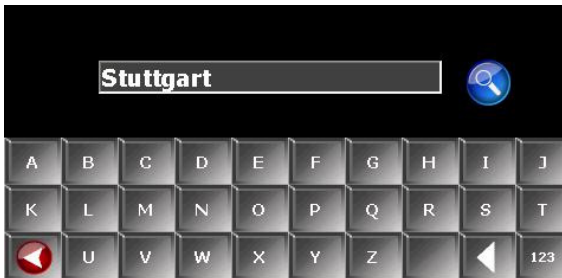 Stuttgart
A B C D E F G H I J
K L M N O P Q R S T
U V W X Y Z 123